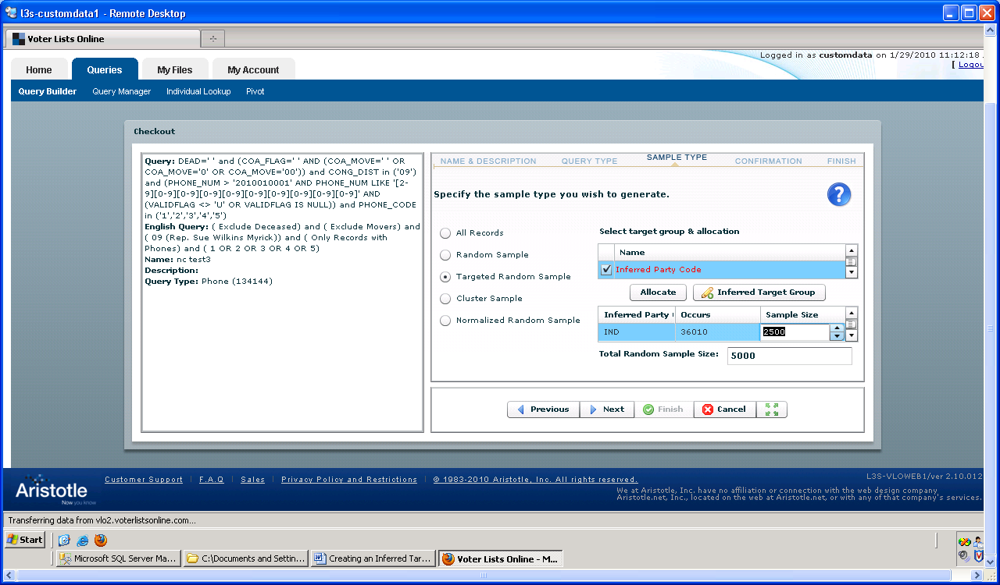 l3s-customdata1 - Remote Desktop
Voter Lists Online
Logged in as customdata on 1/29/2010 11:12:18
Home
Queries
My Files
My Account
[ Logou
Query Builder
Query Manager
Individual Lookup
Pivot
Checkout
Query: DEAD=' ' and (COA_FLAG=' ' AND (COA_MOVE=' ' OR
COA_MOVE='0' OR COA_MOVE='00')) and CONG_DIST in ('09')
and (PHONE_NUM > '2010010001' AND PHONE_NUM LIKE '[2-
9][0-9][0-9][0-9][0-9][0-9][0-9][0-9][0-9][0-9]' AND
(VALIDFLAG <> 'U' OR VALIDFLAG IS NULL)) and PHONE_CODE
in ('1','2','3','4','5')
English Query: ( Exclude Deceased) and ( Exclude Movers) and
( 09 (Rep. Sue Wilkins Myrick)) and ( Only Records with
Phones) and ( 1 OR 2 OR 3 OR 4 OR 5)
Name: nc test3
Description:
Query Type: Phone (134144)
NAME & DESCRIPTION
QUERY TYPE
SAMPLE TYPE
CONFIRMATION
FINISH
Specify the sample type you wish to generate.
?
All Records
Random Sample
Targeted Random Sample
Cluster Sample
Normalized Random Sample
Select target group & allocation
Name
Inferred Party Code
Allocate
Inferred Target Group
Inferred Party
Occurs
Sample Size
IND
36010
2500
Total Random Sample Size:
5000
Previous
Next
Finish
Cancel
Aristotle
Now you know
Customer Support | F.A.Q | Sales | Privacy Policy and Restrictions | © 1983-2010 Aristotle, Inc. All rights reserved.
L3S-VLOWEB1/ver 2.10.012
We at Aristotle, Inc. have no affiliation or connection with the web design company
Aristotle.net, Inc., located on the web at Aristotle.net, or with any of that company's services.
Transferring data from vlo2.voterlistsonline.com...
Start
Microsoft SQL Server Ma...
C:\Documents and Settin...
Creating an Inferred Tar...
Voter Lists Online - M...